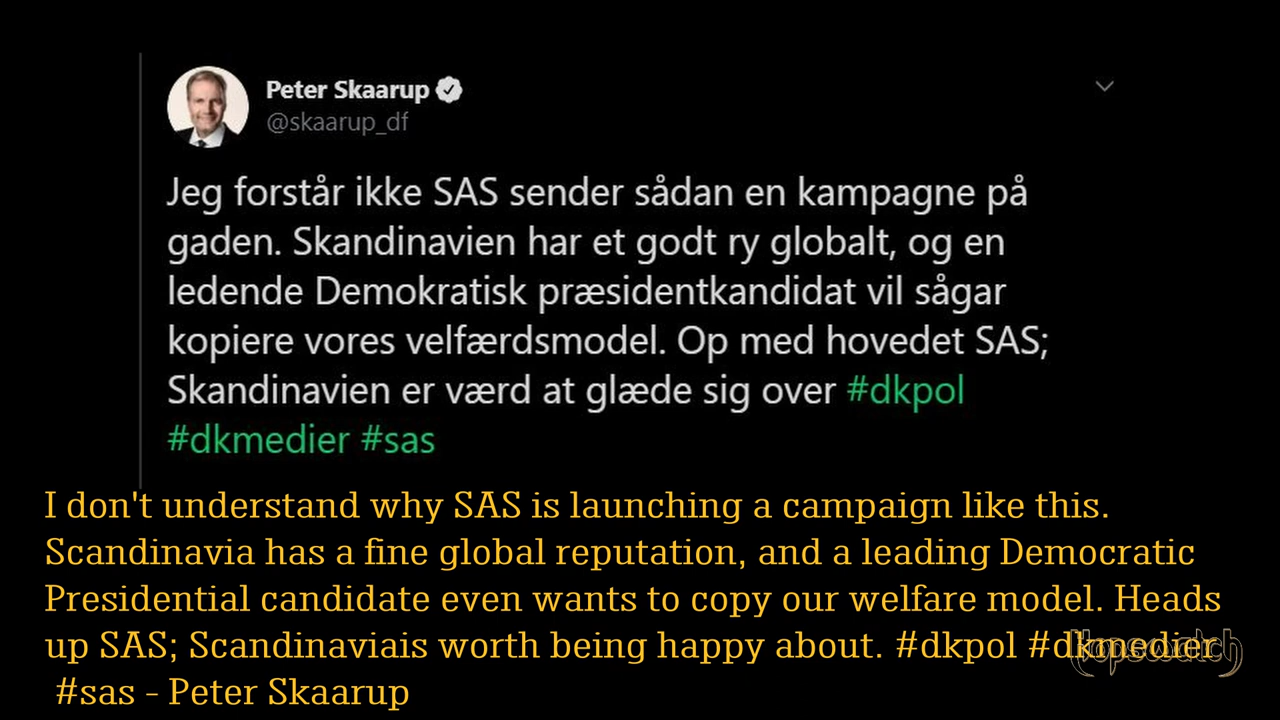 Peter Skaarup
@skaarup_df
Jeg forstår ikke SAS sender sådan en kampagne på
gaden. Skandinavien har et godt ry globalt, og en
ledende Demokratisk præsidentkandidat vil sågar
kopiere vores velfærdsmodel. Op med hovedet SAS;
Skandinavien er værd at glæde sig over #dkpol
#dkmedier #sas
I don't understand why SAS is launching a campaign like this.
Scandinavia has a fine global reputation, and a leading Democratic
Presidential candidate even wants to copy our welfare model. Heads
up SAS; Scandinaviais worth being happy about. #dkpol #dkmedier
#sas - Peter Skaarup